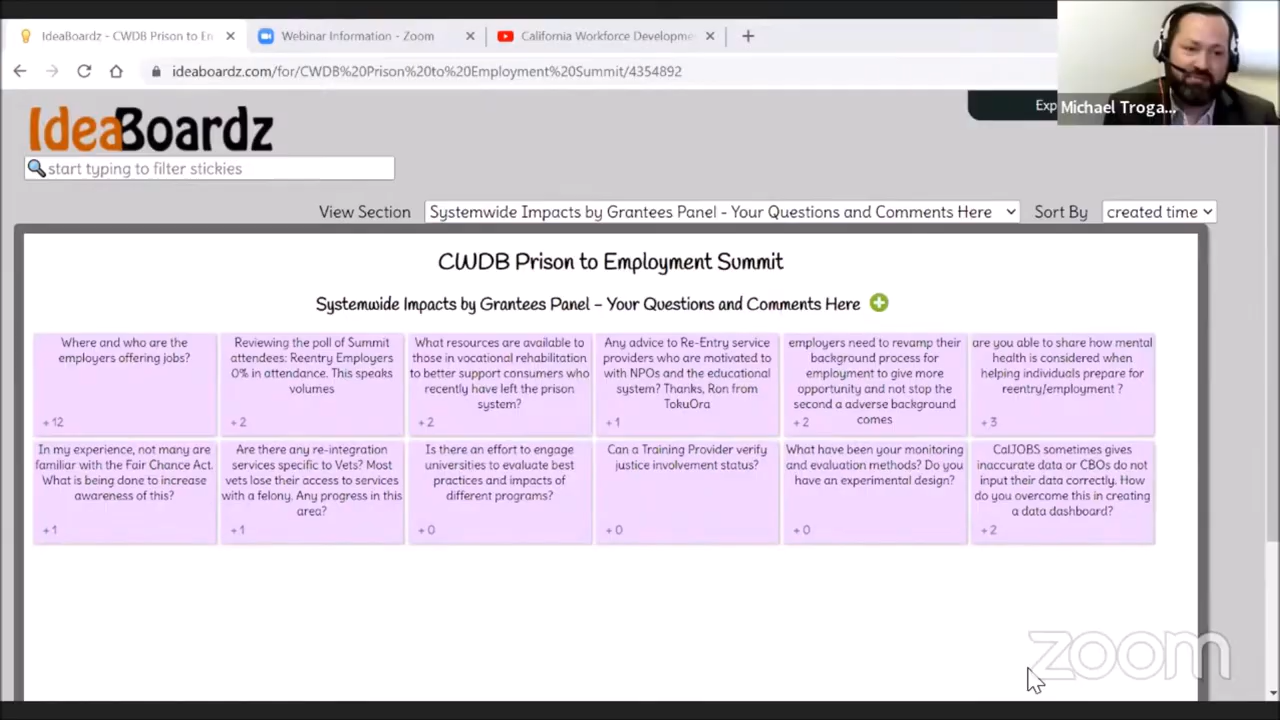 IdeaBoardz - CWDB Prison to En
Webinar Information - Zoom
California Workforce Developme
ideaboardz.com/for/CWDB%20Prison%20to%20Employment%20Summit/4354892
Exp
Michael Troga...
IdeaBoardz
start typing to filter stickies
View Section
Systemwide Impacts by Grantees Panel - Your Questions and Comments Here
Sort By
created time
CWDB Prison to Employment Summit
Systemwide Impacts by Grantees Panel - Your Questions and Comments Here
Where and who are the
employers offering jobs?
+12
Reviewing the poll of Summit
attendees: Reentry Employers
0% in attendance. This speaks
volumes
+2
What resources are available to
those in vocational rehabilitation
to better support consumers who
recently have left the prison
system?
+2
Any advice to Re-Entry service
providers who are motivated to
with NPOs and the educational
system? Thanks, Ron from
TokuOra
+1
employers need to revamp their
background process for
employment to give more
opportunity and not stop the
second a adverse background
comes
+2
are you able to share how mental
health is considered when
helping individuals prepare for
reentry/employment ?
+3
In my experience, not many are
familiar with the Fair Chance Act.
What is being done to increase
awareness of this?
+1
Are there any re-integration
services specific to Vets? Most
vets lose their access to services
with a felony. Any progress in this
area?
+1
Is there an effort to engage
universities to evaluate best
practices and impacts of
different programs?
+0
Can a Training Provider verify
justice involvement status?
+0
What have been your monitoring
and evaluation methods? Do you
have an experimental design?
+0
CalJOBS sometimes gives
inaccurate data or CBOs do not
input their data correctly. How
do you overcome this in creating
a data dashboard?
+2
zoom